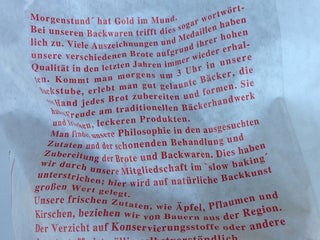 Morgenstund´ hat Gold im Mund.
Bei unseren Backwaren trifft dies sogar wortwört-
lich zu. Viele Auszeichnungen und Medaillen haben
unsere verschiedenen Brote aufgrund ihrer hohen
Qualität in den letzten Jahren immer wieder erhal-
ten. Kommt man morgens um 3 Uhr in unsere
Backstube, erlebt man gut gelaunte Bäcker, die
Hand jedes Brot zubereiten und formen. Sie
Freude am traditionellen Bäckerhandwerk
und leckeren Produkten.
Man finde unsere Philosophie in den ausgesuchten
Zutaten und der schonenden Behandlung und
Zubereitung der Brote und Backwaren. Dies haben
wir durch unsere Mitgliedschaft im `slow baking´
unterstrichen; hier wird auf natürliche Backkunst
großen Wert gelegt.
Unsere frischen Zutaten, wie Äpfel, Pflaumen und
Kirschen, beziehen wir von Bauern aus der Region.
Der Verzicht auf Konservierungsstoffe oder andere
selbstverständlich